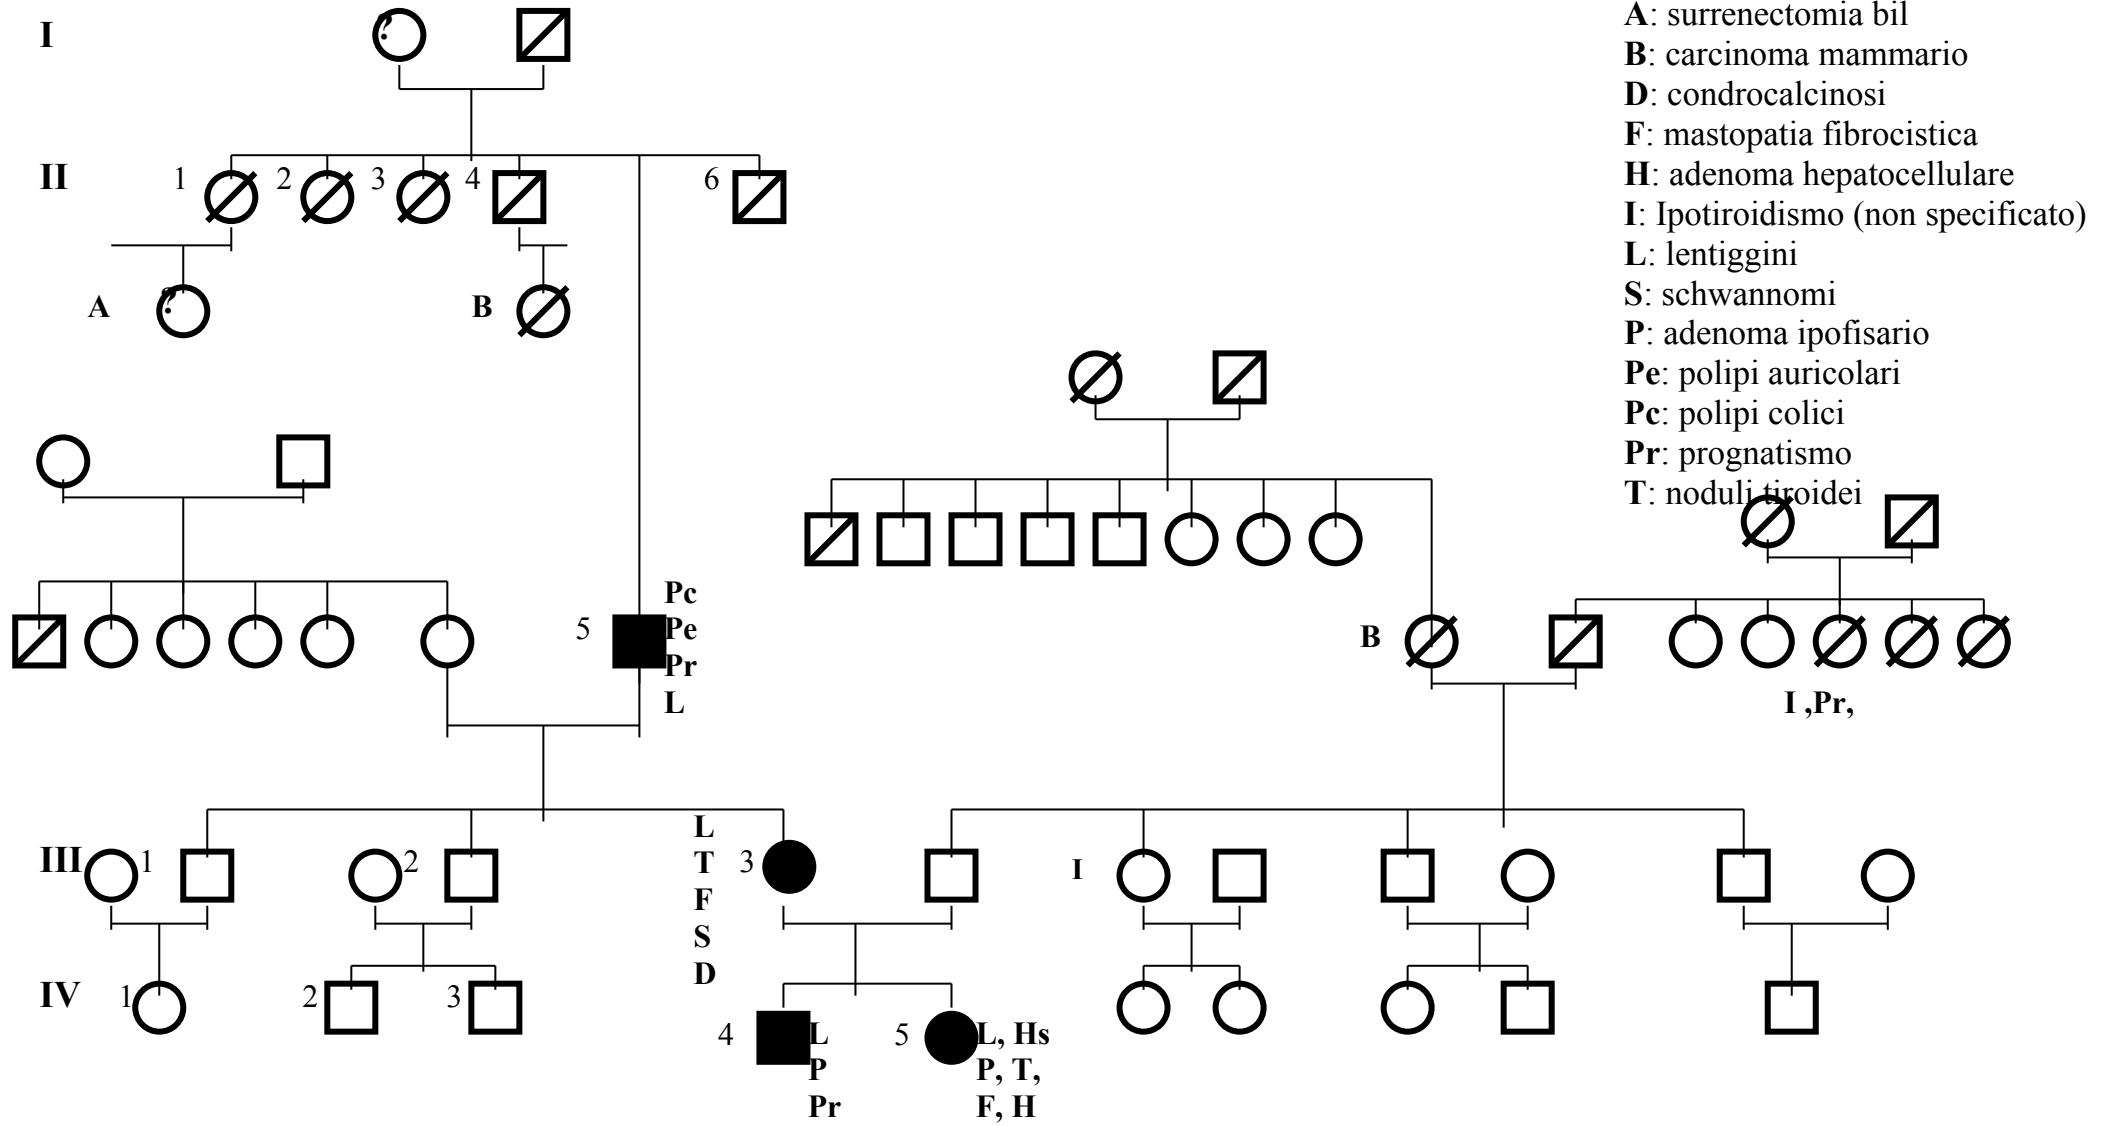 A: surrenectomia bil
B: carcinoma mammario
D: condrocalcinosi
F: mastopatia fibrocistica
H: adenoma hepatocellulare
I: Ipotiroidismo (non specificato)
L: lentiggini
S: schwannomi
P: adenoma ipofisario
Pe: polipi auricolari
Pc: polipi colici
Pr: prognatismo
T: noduli tiroidei
I
?
II
1
2
3
4
6
A
?
B
5
Pc
Pe
Pr
L
B
I ,Pr,
III
1
2
L
T
F
S
D
3
I
IV
1
2
3
4
L
P
Pr
5
L, Hs
P, T,
F, H